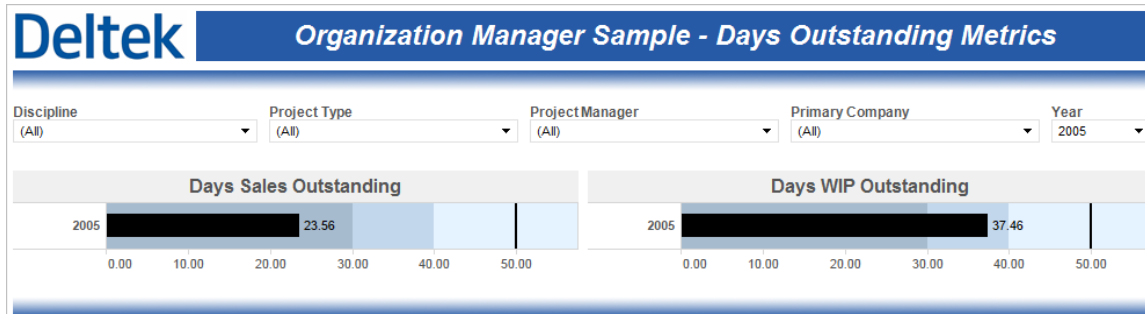 Deltek
Organization Manager Sample - Days Outstanding Metrics
Discipline Project Type Project Manager Primary Company Year
(All) (All) (All) (All) 2005
Days Sales Outstanding
2005 23.56
0.00 10.00 20.00 30.00 40.00 50.00
Days WIP Outstanding
2005 37.46
0.00 10.00 20.00 30.00 40.00 50.00